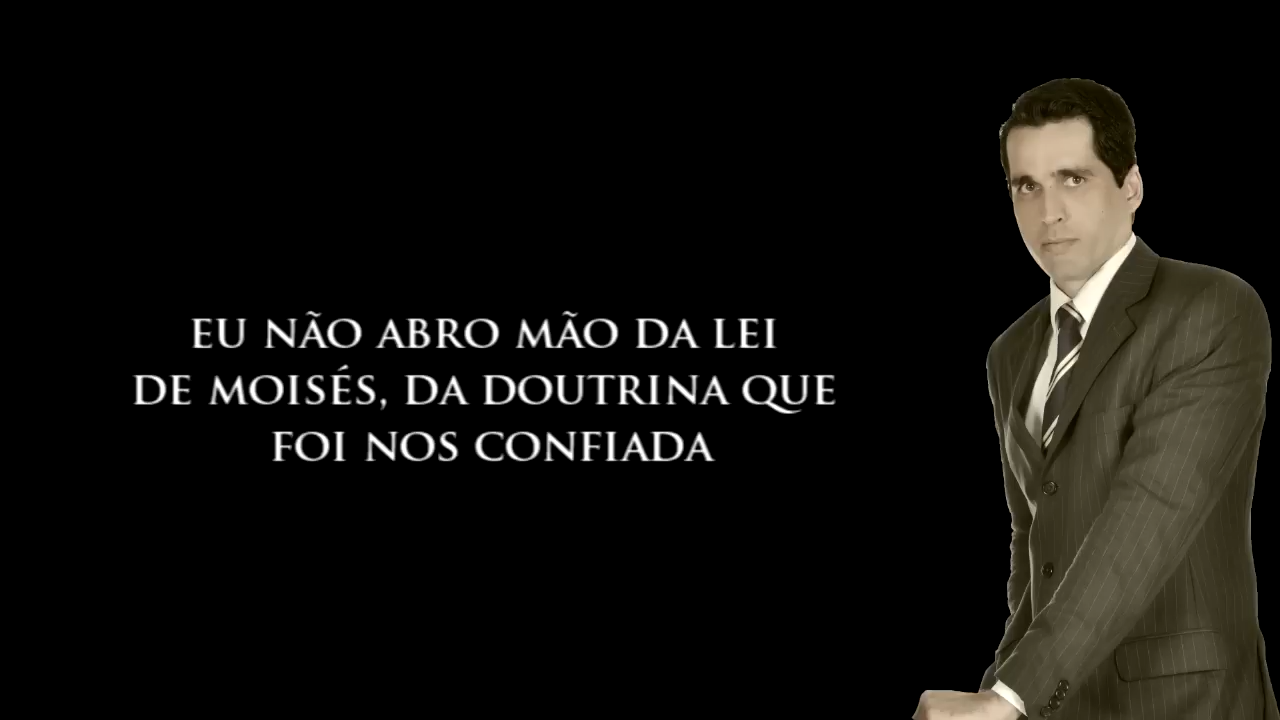 EU NÃO ABRO MÃO DA LEI
DE MOISÉS, DA DOUTRINA QUE
FOI NOS CONFIADA